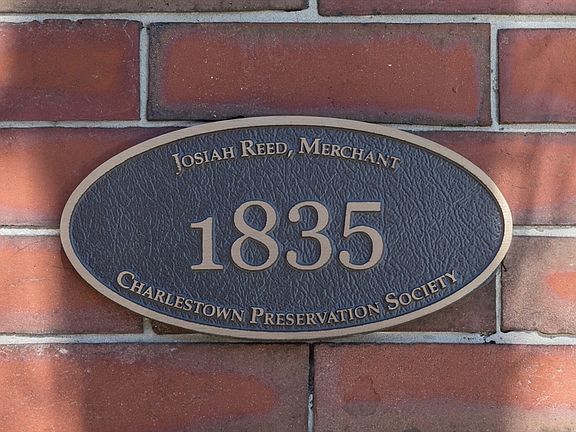 Josiah Reed, Merchant
1835
Charlestown Preservation Society